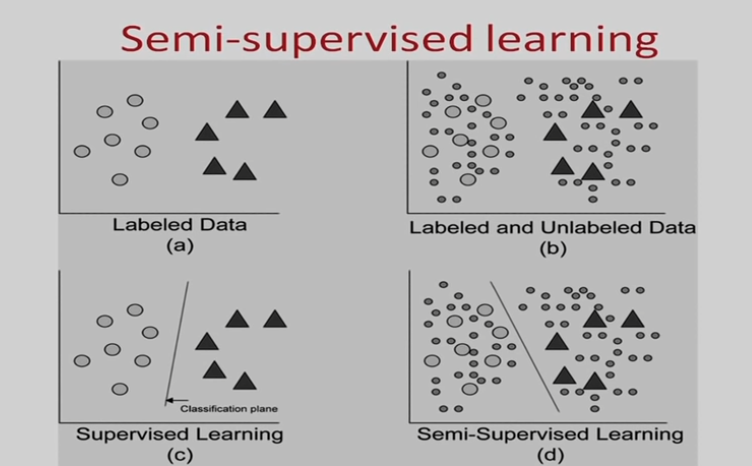 Semi-supervised learning
Labeled Data
(a)
Labeled and Unlabeled Data
(b)
Classification plane
Supervised Learning
(c)
Semi-Supervised Learning
(d)